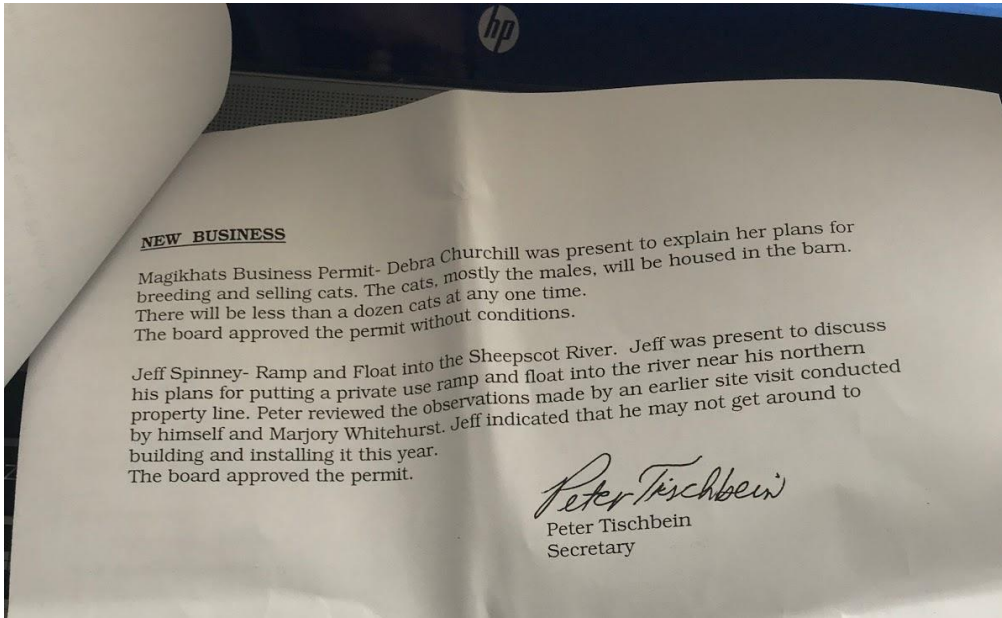 hp
NEW BUSINESS
Magikhats Business Permit- Debra Churchill was present to explain her plans for
breeding and selling cats. The cats, mostly the males, will be housed in the barn.
There will be less than a dozen cats at any one time.
The board approved the permit without conditions.
Jeff Spinney- Ramp and Float into the Sheepscot River.  Jeff was present to discuss
his plans for putting a private use ramp and float into the river near his northern
property line. Peter reviewed the observations made by an earlier site visit conducted
by himself and Marjory Whitehurst. Jeff indicated that he may not get around to
building and installing it this year.
The board approved the permit.
Peter Tischbein
Peter Tischbein
Secretary